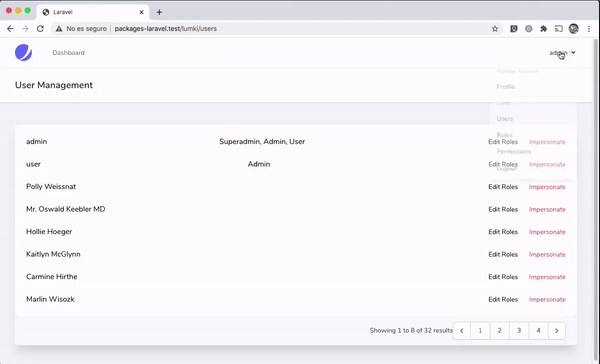 Laravel
No es seguro | packages-laravel.test/lumki/users
Dashboard
admin
User Management
Manage Account
Profile
Lumki
Users
Roles
Permissions
Logout
admin Superadmin, Admin, User Edit Roles Impersonate
user Admin Edit Roles Impersonate
Polly Weissnat Edit Roles Impersonate
Mr. Oswald Keebler MD Edit Roles Impersonate
Hollie Hoeger Edit Roles Impersonate
Kaitlyn McGlynn Edit Roles Impersonate
Carmine Hirthe Edit Roles Impersonate
Marlin Wisozk Edit Roles Impersonate
Showing 1 to 8 of 32 results 1 2 3 4